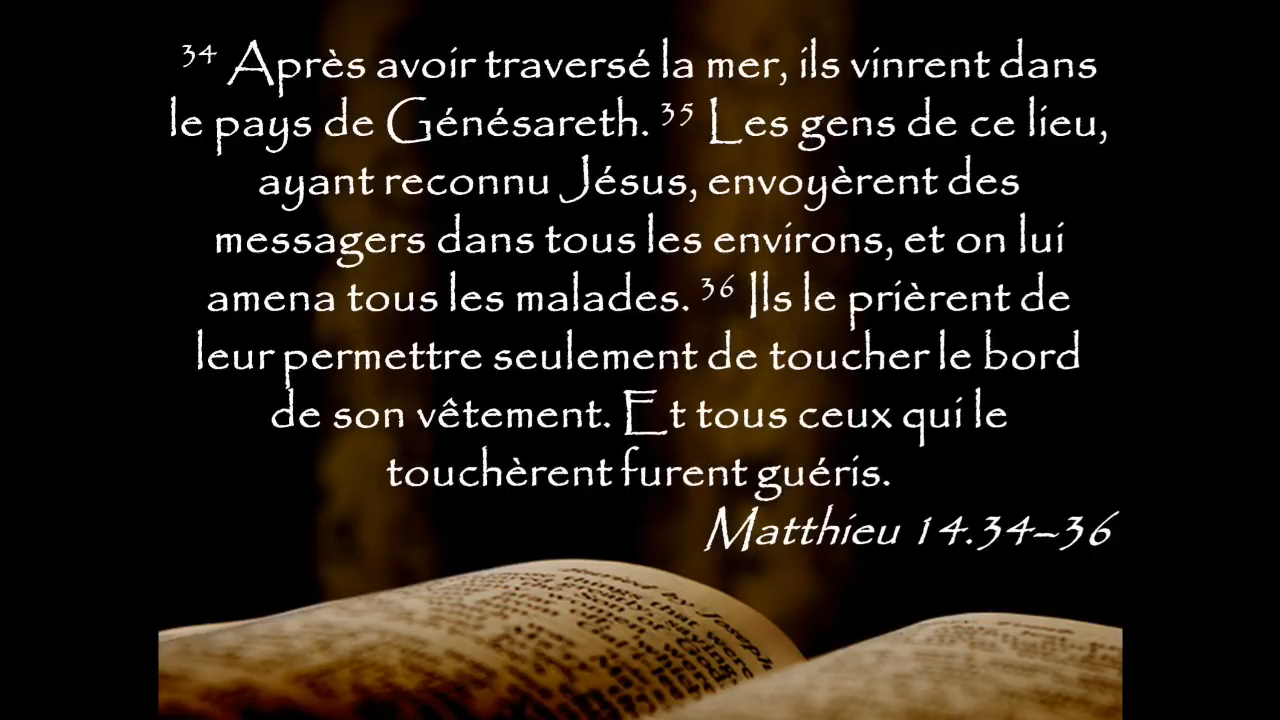 ³⁴ Après avoir traversé la mer, ils vinrent dans
le pays de Génésareth. ³⁵ Les gens de ce lieu,
ayant reconnu Jésus, envoyèrent des
messagers dans tous les environs, et on lui
amena tous les malades. ³⁶ Ils le prièrent de
leur permettre seulement de toucher le bord
de son vêtement. Et tous ceux qui le
touchèrent furent guéris.
Matthieu 14.34–36